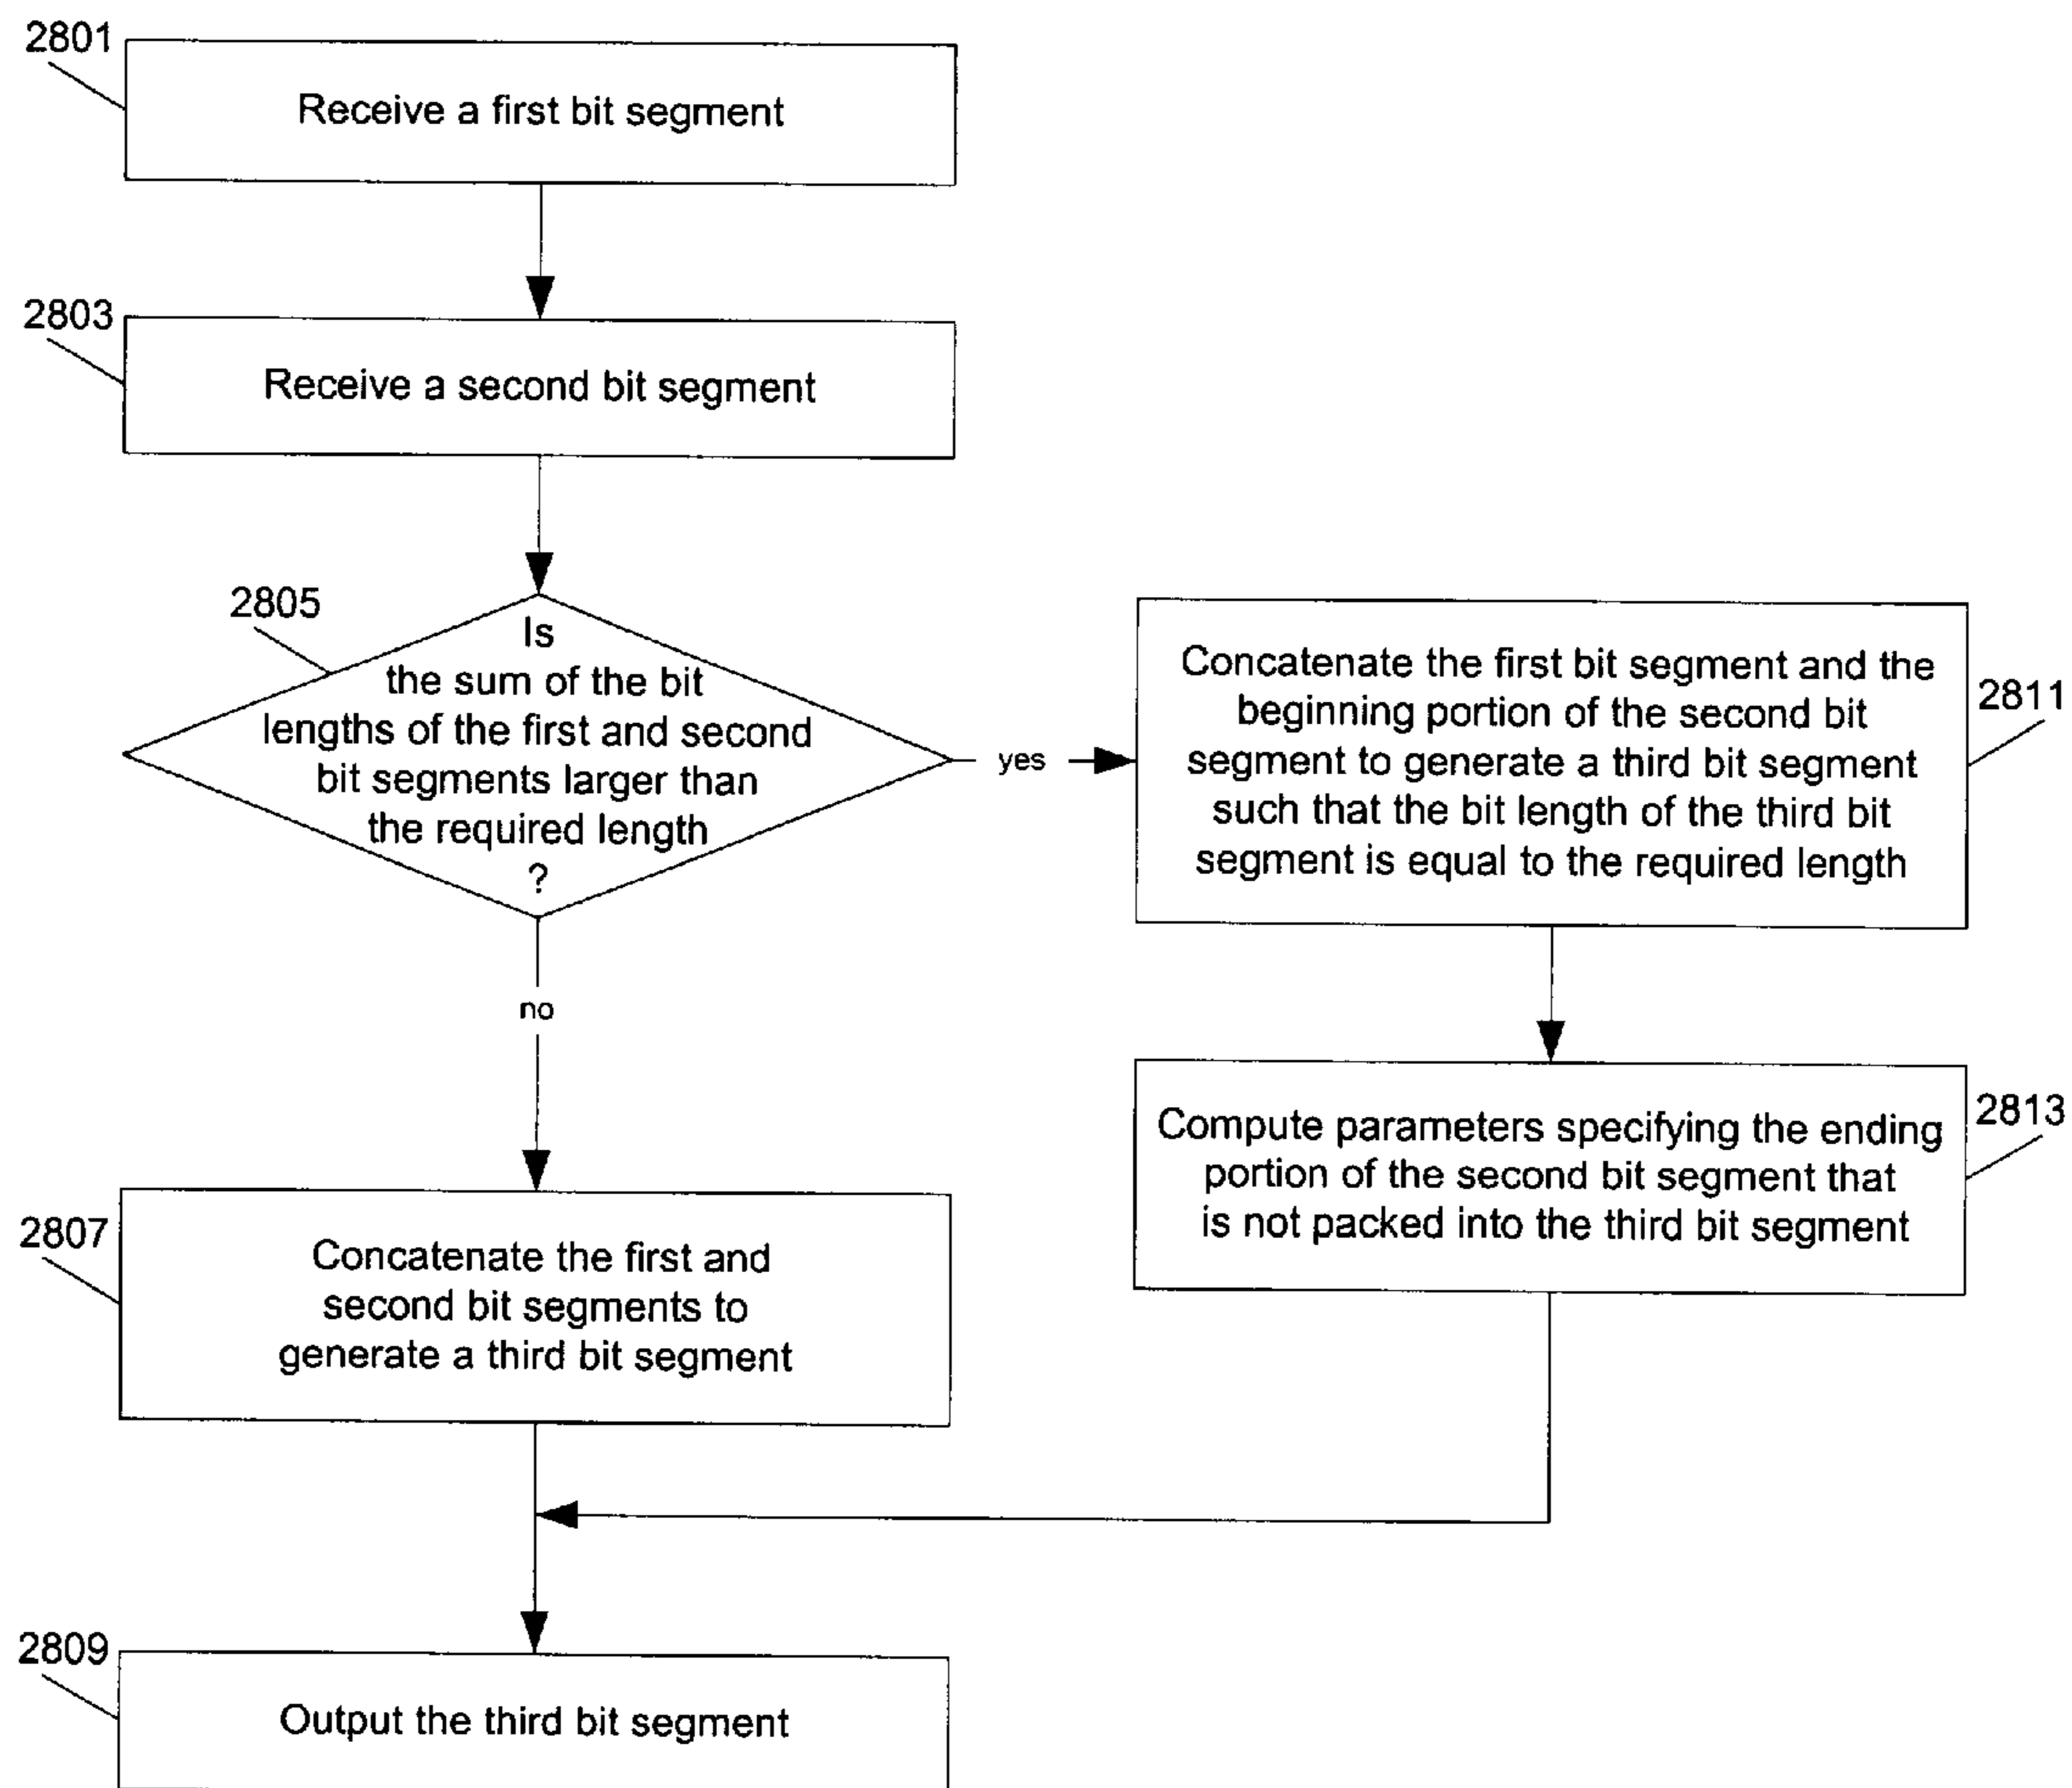 2801
Receive a first bit segment
2803
Receive a second bit segment
2805
Is
the sum of the bit
lengths of the first and second
bit segments larger than
the required length
?
yes
Concatenate the first bit segment and the
beginning portion of the second bit
segment to generate a third bit segment
such that the bit length of the third bit
segment is equal to the required length
2811
no
Compute parameters specifying the ending
portion of the second bit segment that
is not packed into the third bit segment
2813
2807
Concatenate the first and
second bit segments to
generate a third bit segment
2809
Output the third bit segment